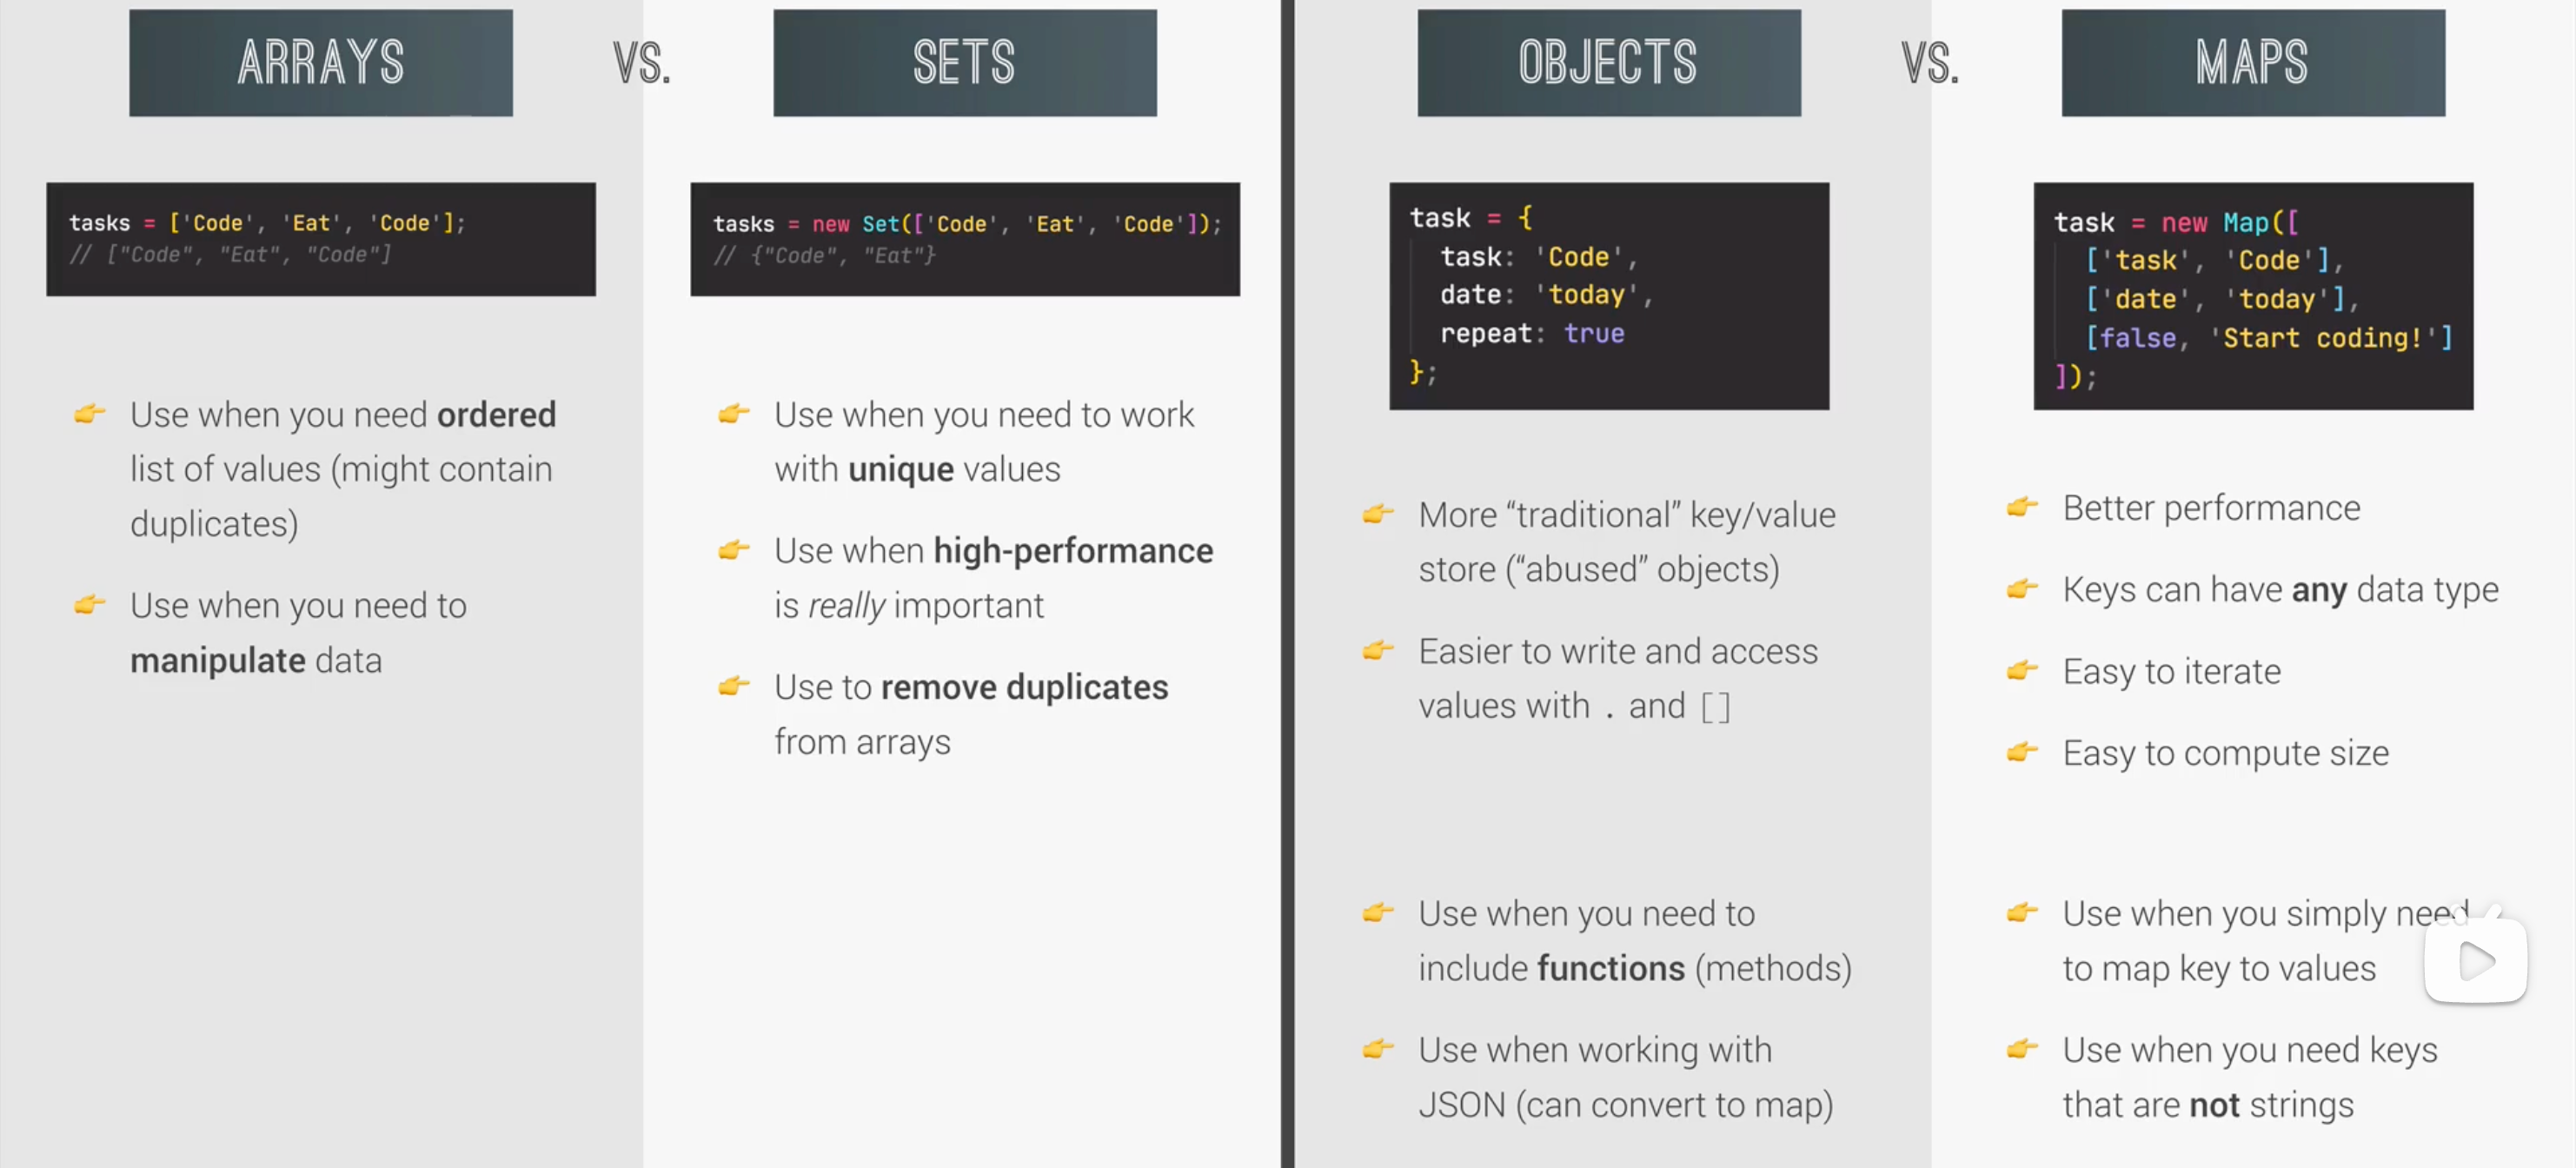 ARRAYS
VS.
SETS
tasks = ['Code', 'Eat', 'Code'];
// ["Code", "Eat", "Code"]
tasks = new Set(['Code', 'Eat', 'Code']);
// {"Code", "Eat"}
👉 Use when you need ordered
list of values (might contain
duplicates)
👉 Use when you need to
manipulate data
👉 Use when you need to work
with unique values
👉 Use when high-performance
is really important
👉 Use to remove duplicates
from arrays
OBJECTS
VS.
MAPS
task = {
task: 'Code',
date: 'today',
repeat: true
};
task = new Map([
['task', 'Code'],
['date', 'today'],
[false, 'Start coding!']
]);
👉 More “traditional” key/value
store (“abused” objects)
👉 Easier to write and access
values with . and []
👉 Use when you need to
include functions (methods)
👉 Use when working with
JSON (can convert to map)
👉 Better performance
👉 Keys can have any data type
👉 Easy to iterate
👉 Easy to compute size
👉 Use when you simply need
to map key to values
👉 Use when you need keys
that are not strings